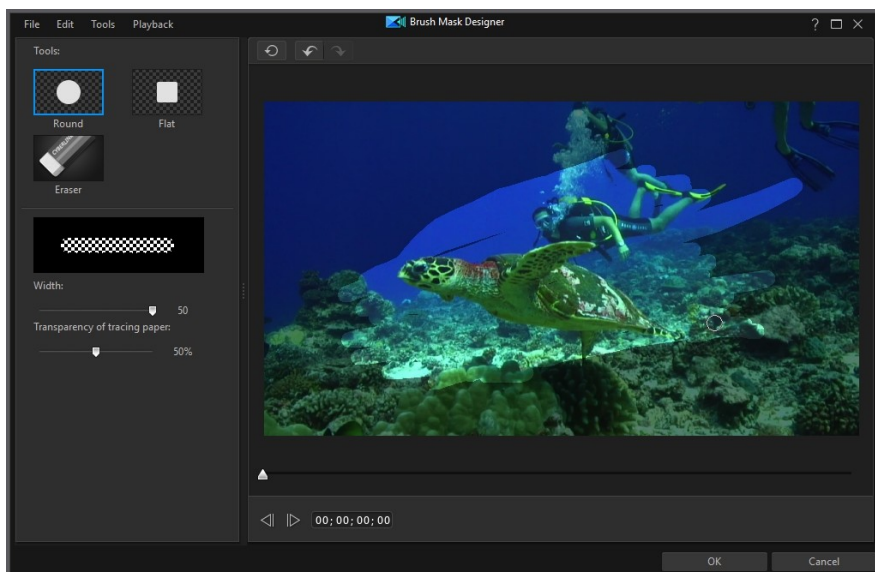 File Edit Tools Playback
Brush Mask Designer
?
Tools:
Round Flat
Eraser
Width:
50
Transparency of tracing paper:
50%
00;00;00;00
OK Cancel